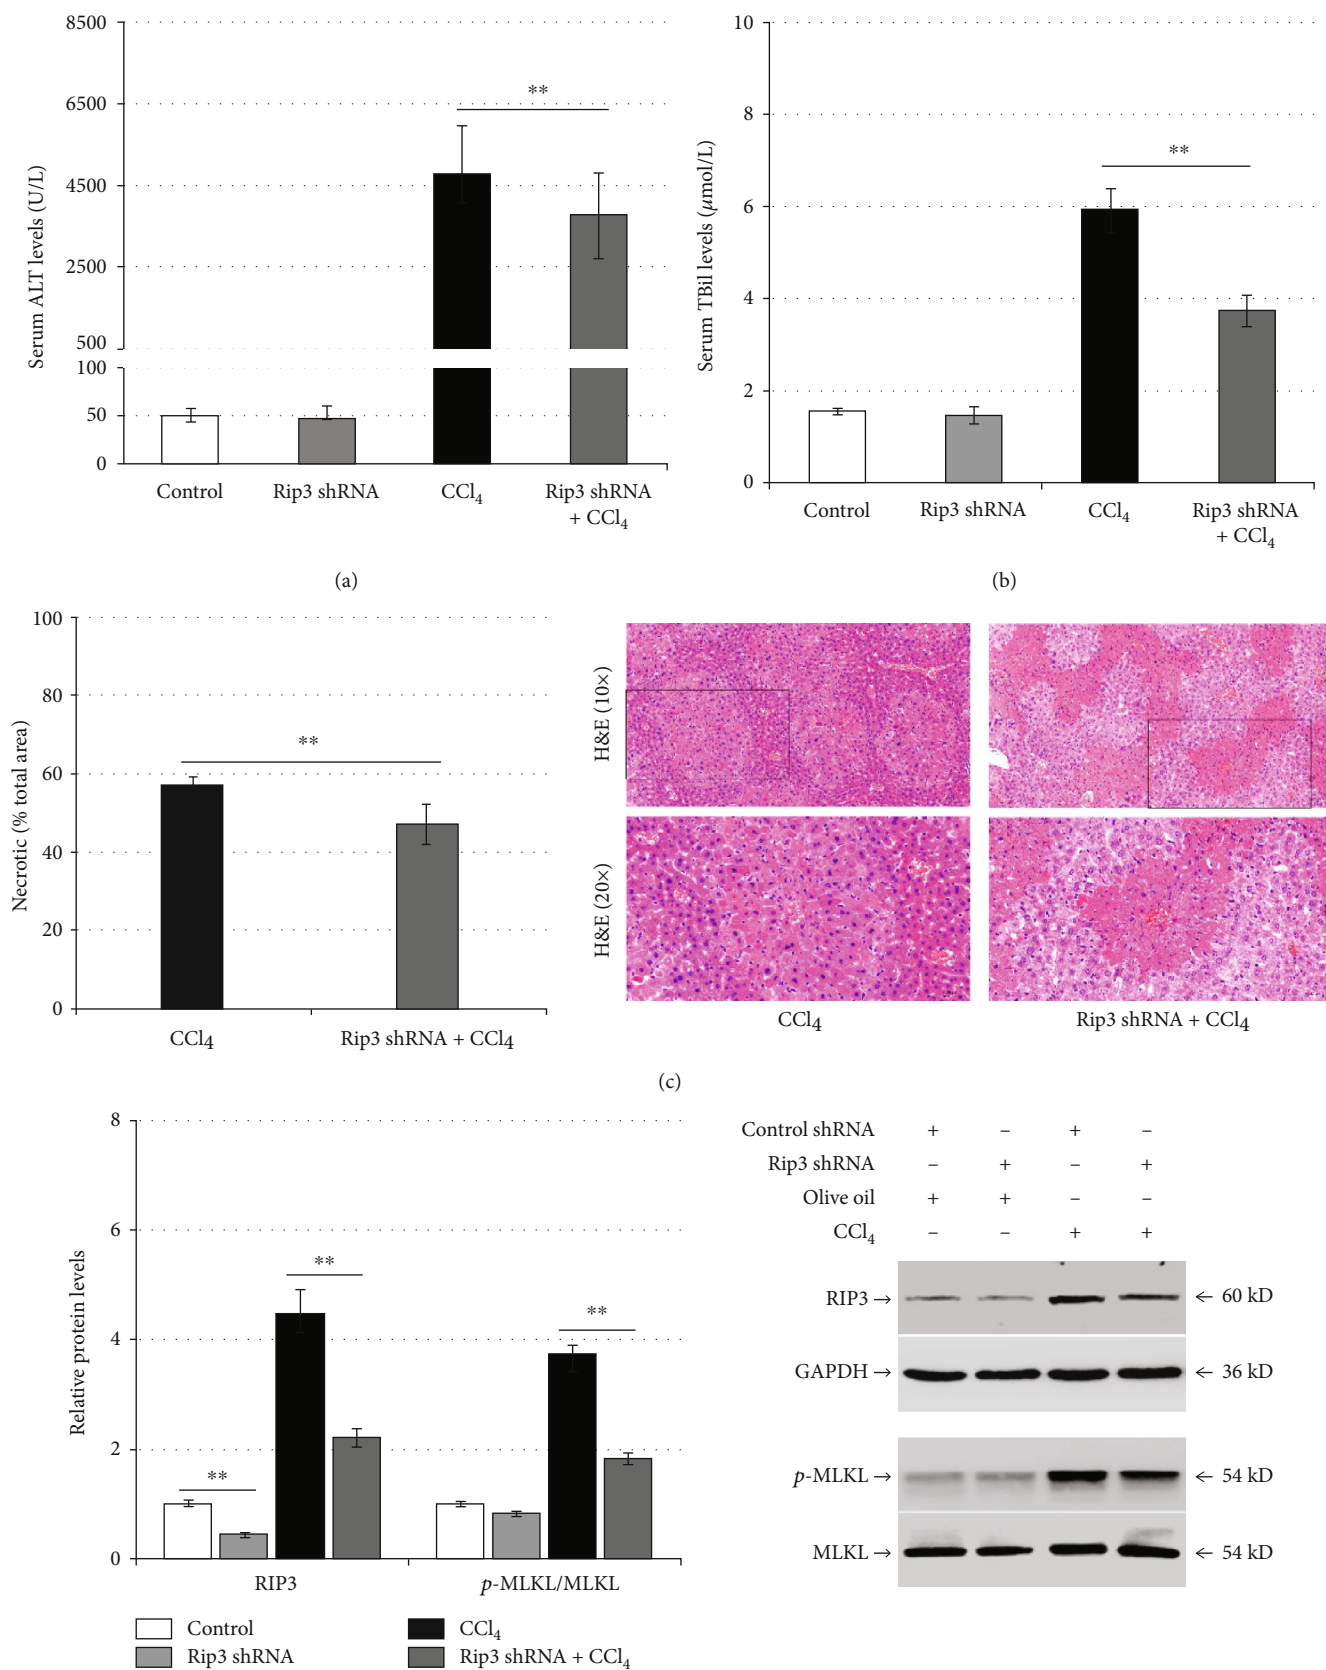 Serum ALT levels (U/L)
8500
6500
4500
2500
500
100
50
0
**
Control
Rip3 shRNA
CCl4
Rip3 shRNA
+ CCl4
(a)
Serum TBil levels (μmol/L)
10
8
6
4
2
0
**
Control
Rip3 shRNA
CCl4
Rip3 shRNA
+ CCl4
(b)
Necrotic (% total area)
100
80
60
40
20
0
**
CCl4
Rip3 shRNA + CCl4
H&E (10×)
H&E (20×)
CCl4
Rip3 shRNA + CCl4
(c)
Relative protein levels
8
6
4
2
0
**
**
**
RIP3
p-MLKL/MLKL
Control
Rip3 shRNA
CCl4
Rip3 shRNA + CCl4
Control shRNA + – + –
Rip3 shRNA – + – +
Olive oil + + – –
CCl4 – – + +
RIP3 → ← 60 kD
GAPDH → ← 36 kD
p-MLKL → ← 54 kD
MLKL → ← 54 kD